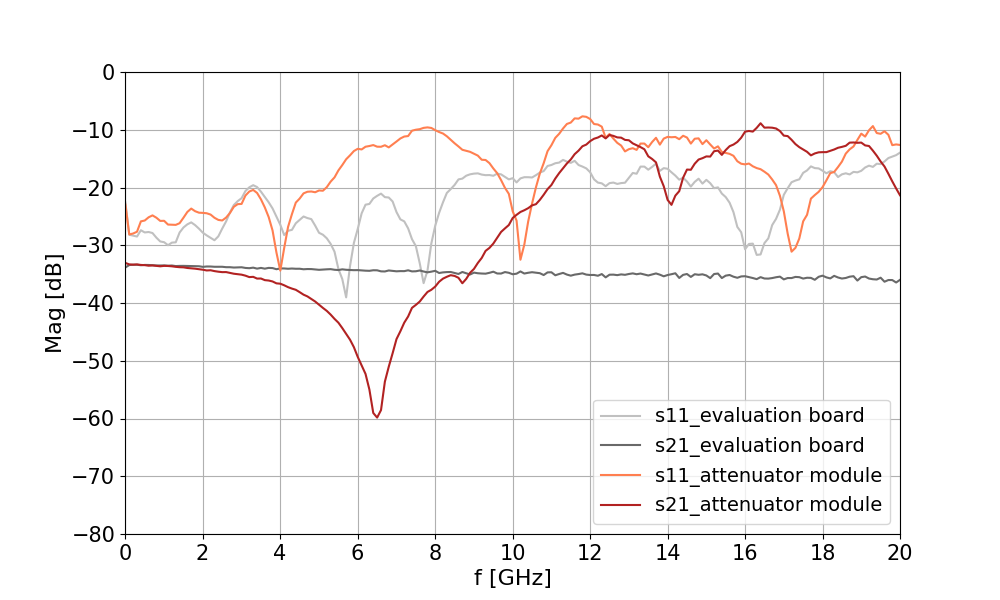 0
−10
−20
−30
−40
−50
−60
−70
−80
Mag [dB]
0 2 4 6 8 10 12 14 16 18 20
f [GHz]
s11_evaluation board
s21_evaluation board
s11_attenuator module
s21_attenuator module